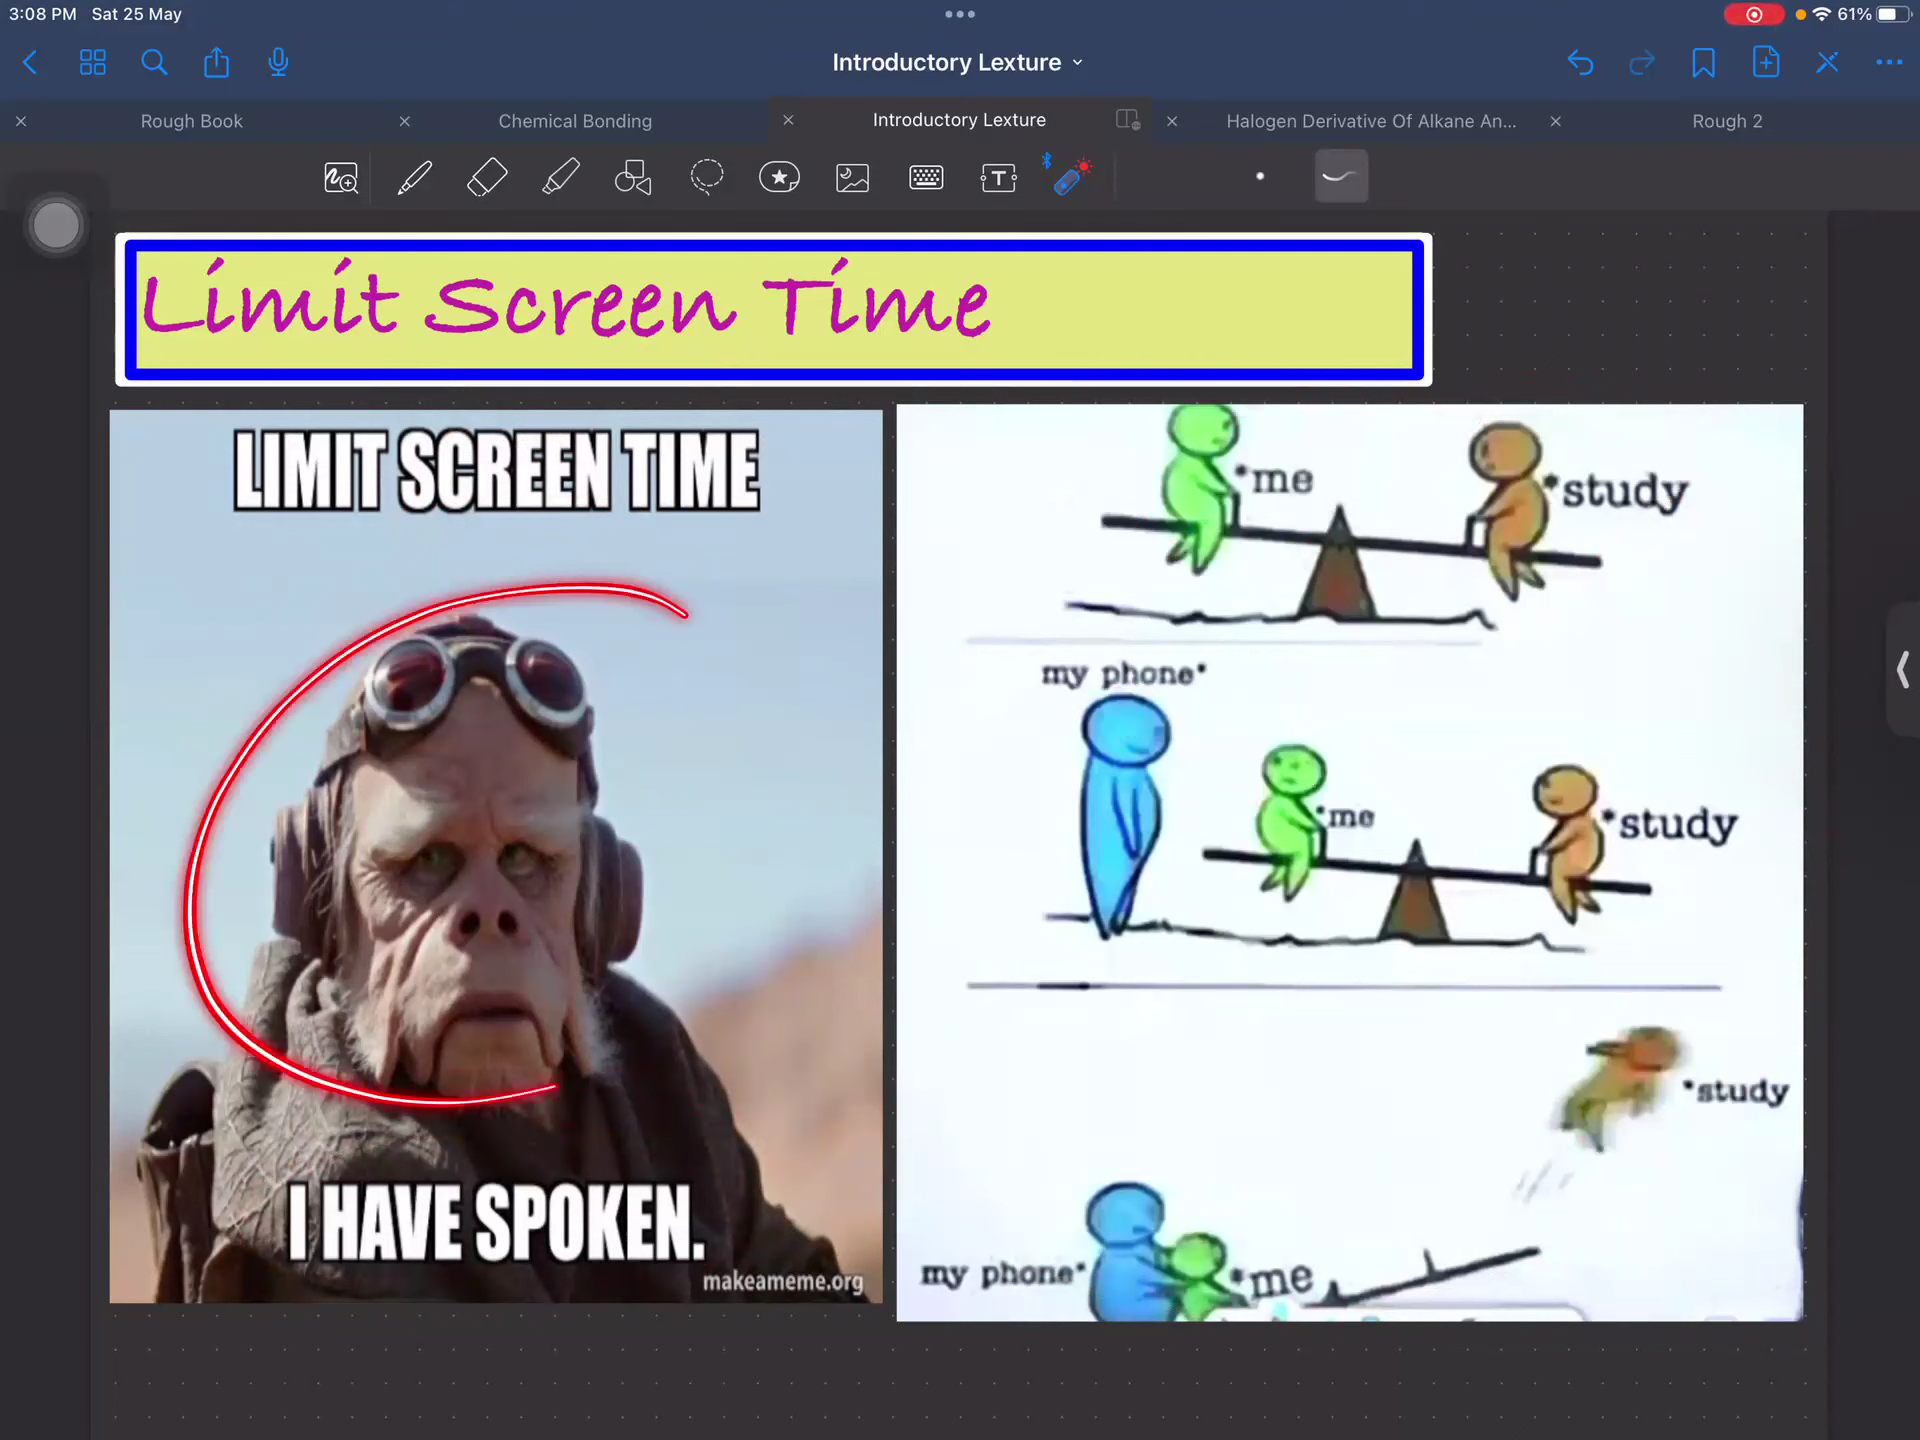 3:08 PM Sat 25 May
61%
Introductory Lexture
Rough Book
Chemical Bonding
Introductory Lexture
Halogen Derivative Of Alkane An...
Rough 2
Limit Screen Time
LIMIT SCREEN TIME
I HAVE SPOKEN.
makeameme.org
*me
*study
my phone*
*me
*study
*study
my phone*
*me